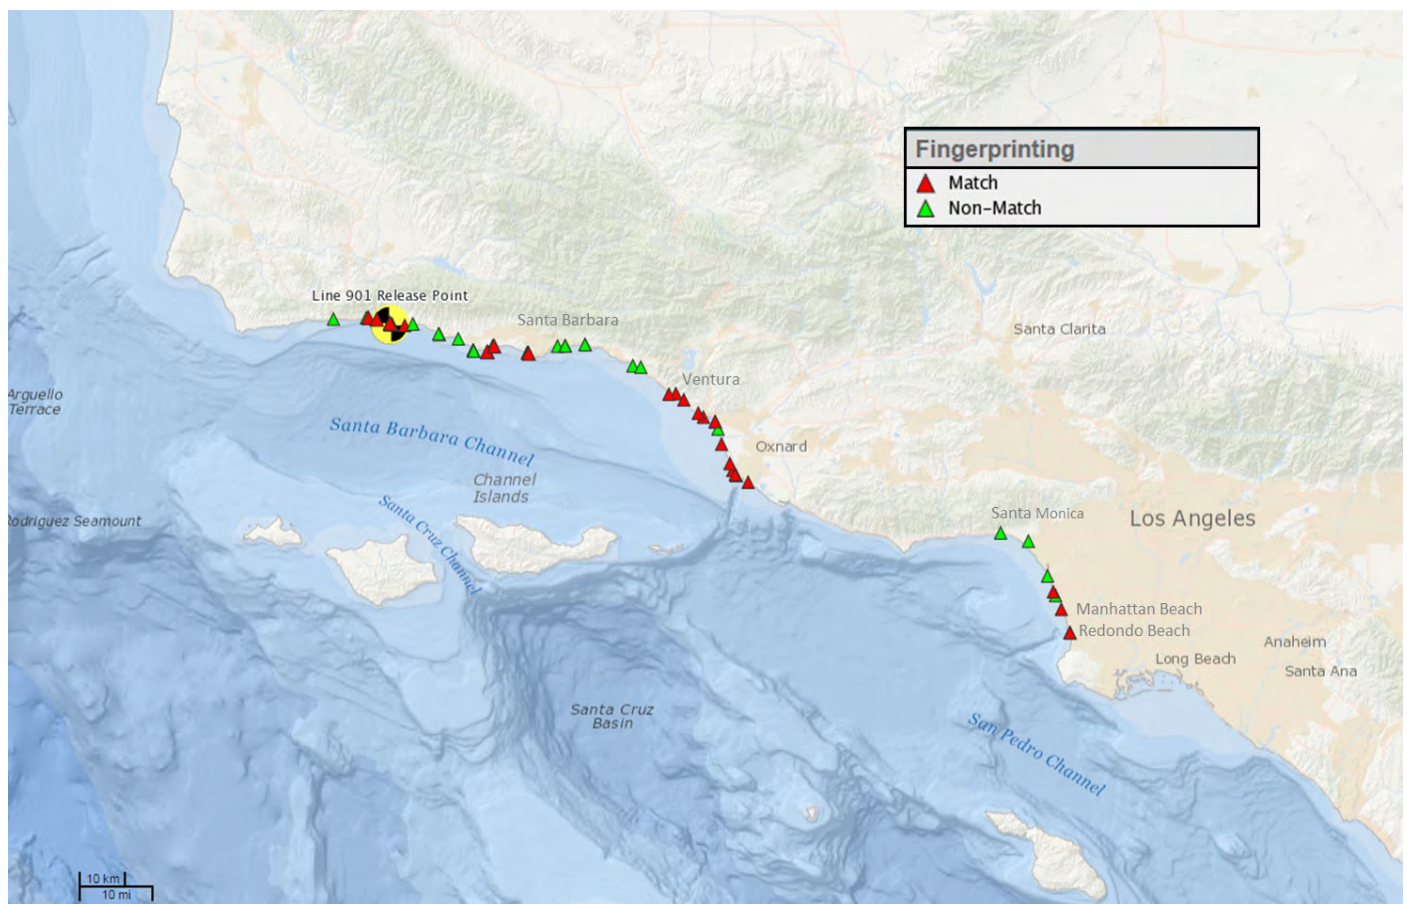 Fingerprinting
Match
Non-Match
Line 901 Release Point
Santa Barbara
Santa Clarita
Ventura
Arguello
Terrace
Santa Barbara Channel
Oxnard
Channel
Islands
Santa Cruz Channel
Rodriguez Seamount
Santa Monica
Los Angeles
Manhattan Beach
Redondo Beach
Anaheim
Long Beach
Santa Ana
Santa Cruz
Basin
San Pedro Channel
10 km
10 mi